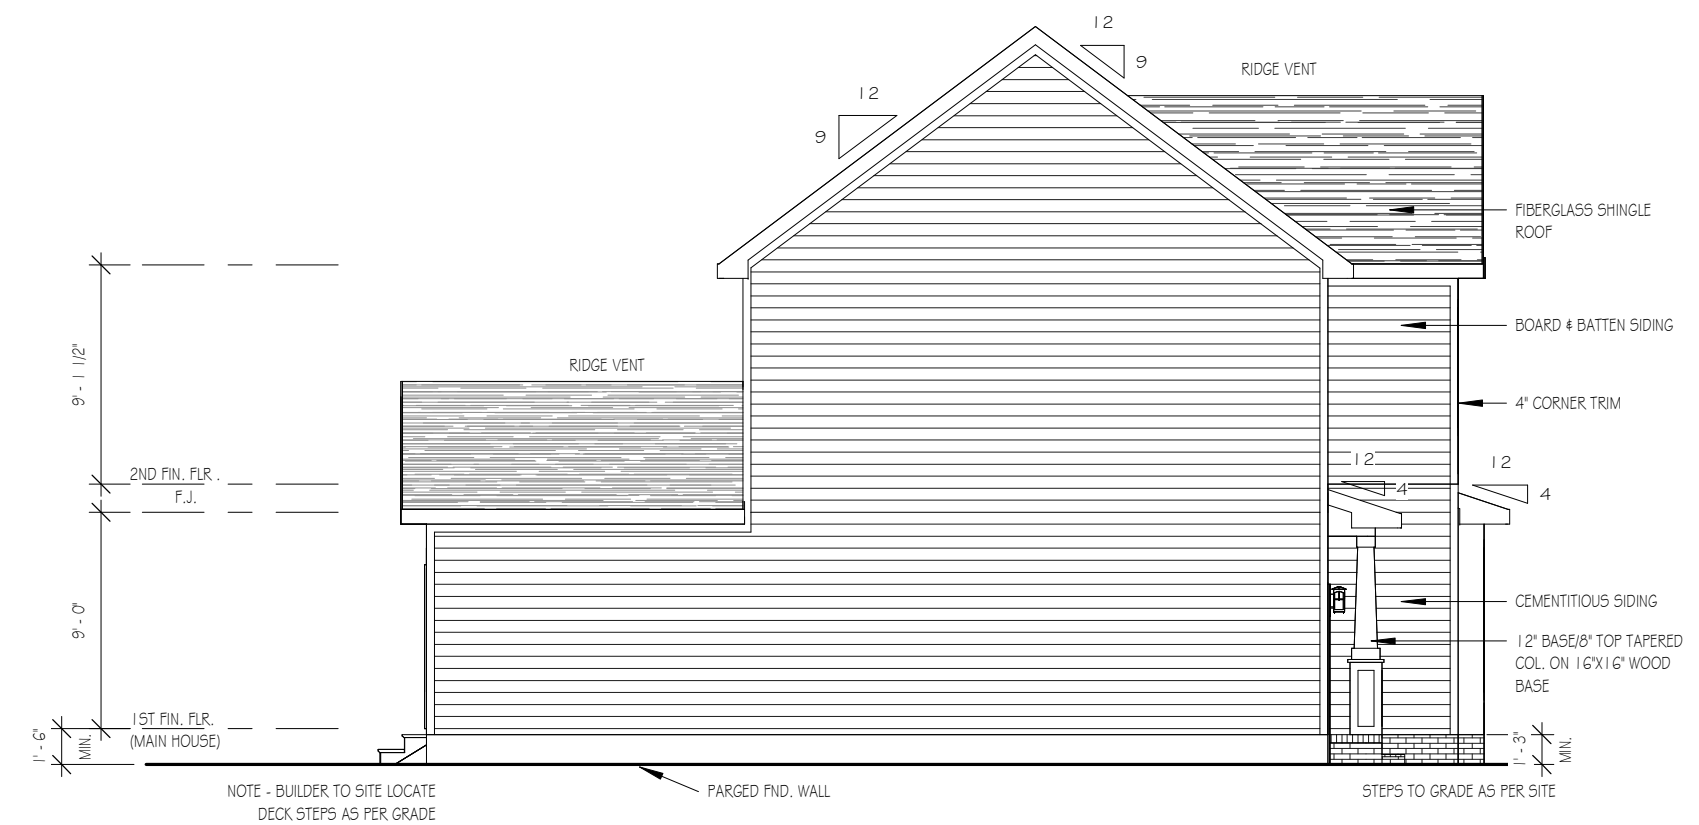 12
9
RIDGE VENT
12
9
FIBERGLASS SHINGLE
ROOF
BOARD & BATTEN SIDING
RIDGE VENT
9' - 1 1/2"
4" CORNER TRIM
12
4
12
4
2ND FIN. FLR.
F.J.
9' - 0"
CEMENTITIOUS SIDING
12" BASE/8" TOP TAPERED
COL. ON 16"X16" WOOD
BASE
1ST FIN. FLR.
(MAIN HOUSE)
1' - 6"
MIN.
1' - 3"
MIN.
NOTE - BUILDER TO SITE LOCATE
DECK STEPS AS PER GRADE
PARGED FND. WALL
STEPS TO GRADE AS PER SITE